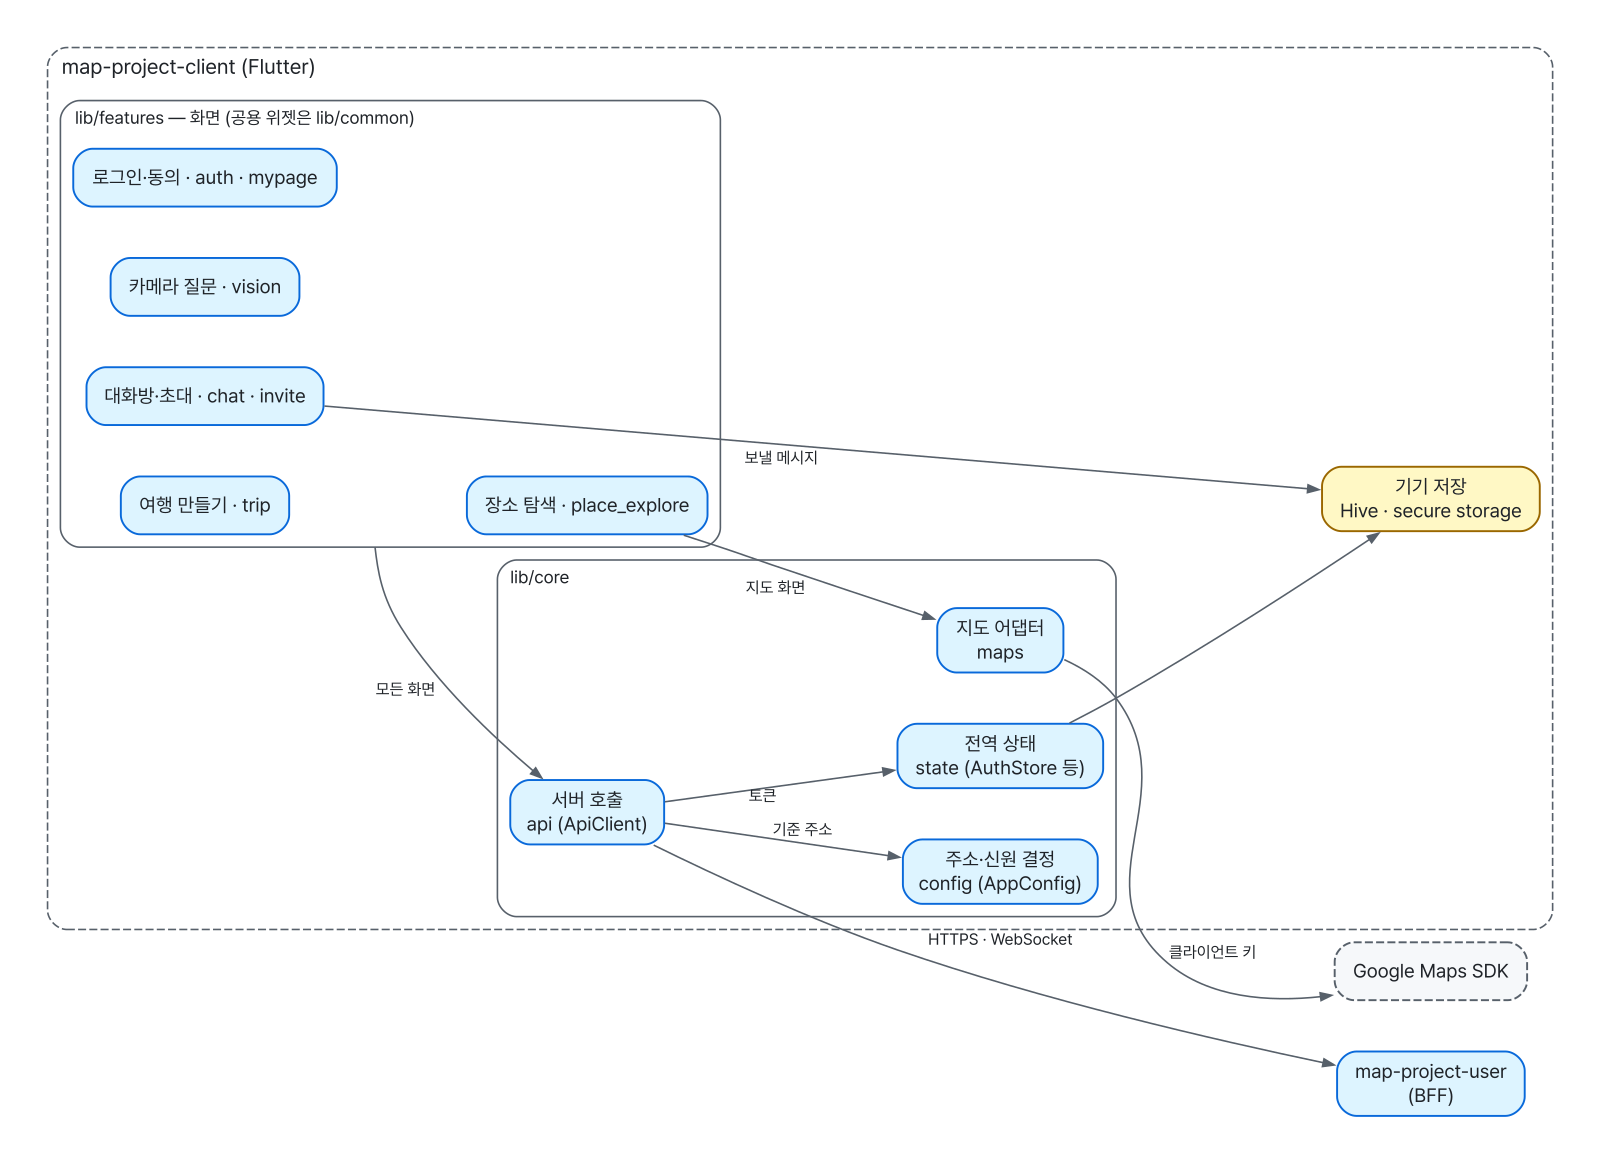 map-project-client (Flutter)
lib/features — 화면 (공용 위젯은 lib/common)
로그인·동의 · auth · mypage
카메라 질문 · vision
대화방·초대 · chat · invite
보낼 메시지
기기 저장
Hive · secure storage
여행 만들기 · trip
장소 탐색 · place_explore
lib/core
지도 화면
지도 어댑터
maps
모든 화면
전역 상태
state (AuthStore 등)
서버 호출
api (ApiClient)
토큰
기준 주소
주소·신원 결정
config (AppConfig)
HTTPS · WebSocket
클라이언트 키
Google Maps SDK
map-project-user
(BFF)